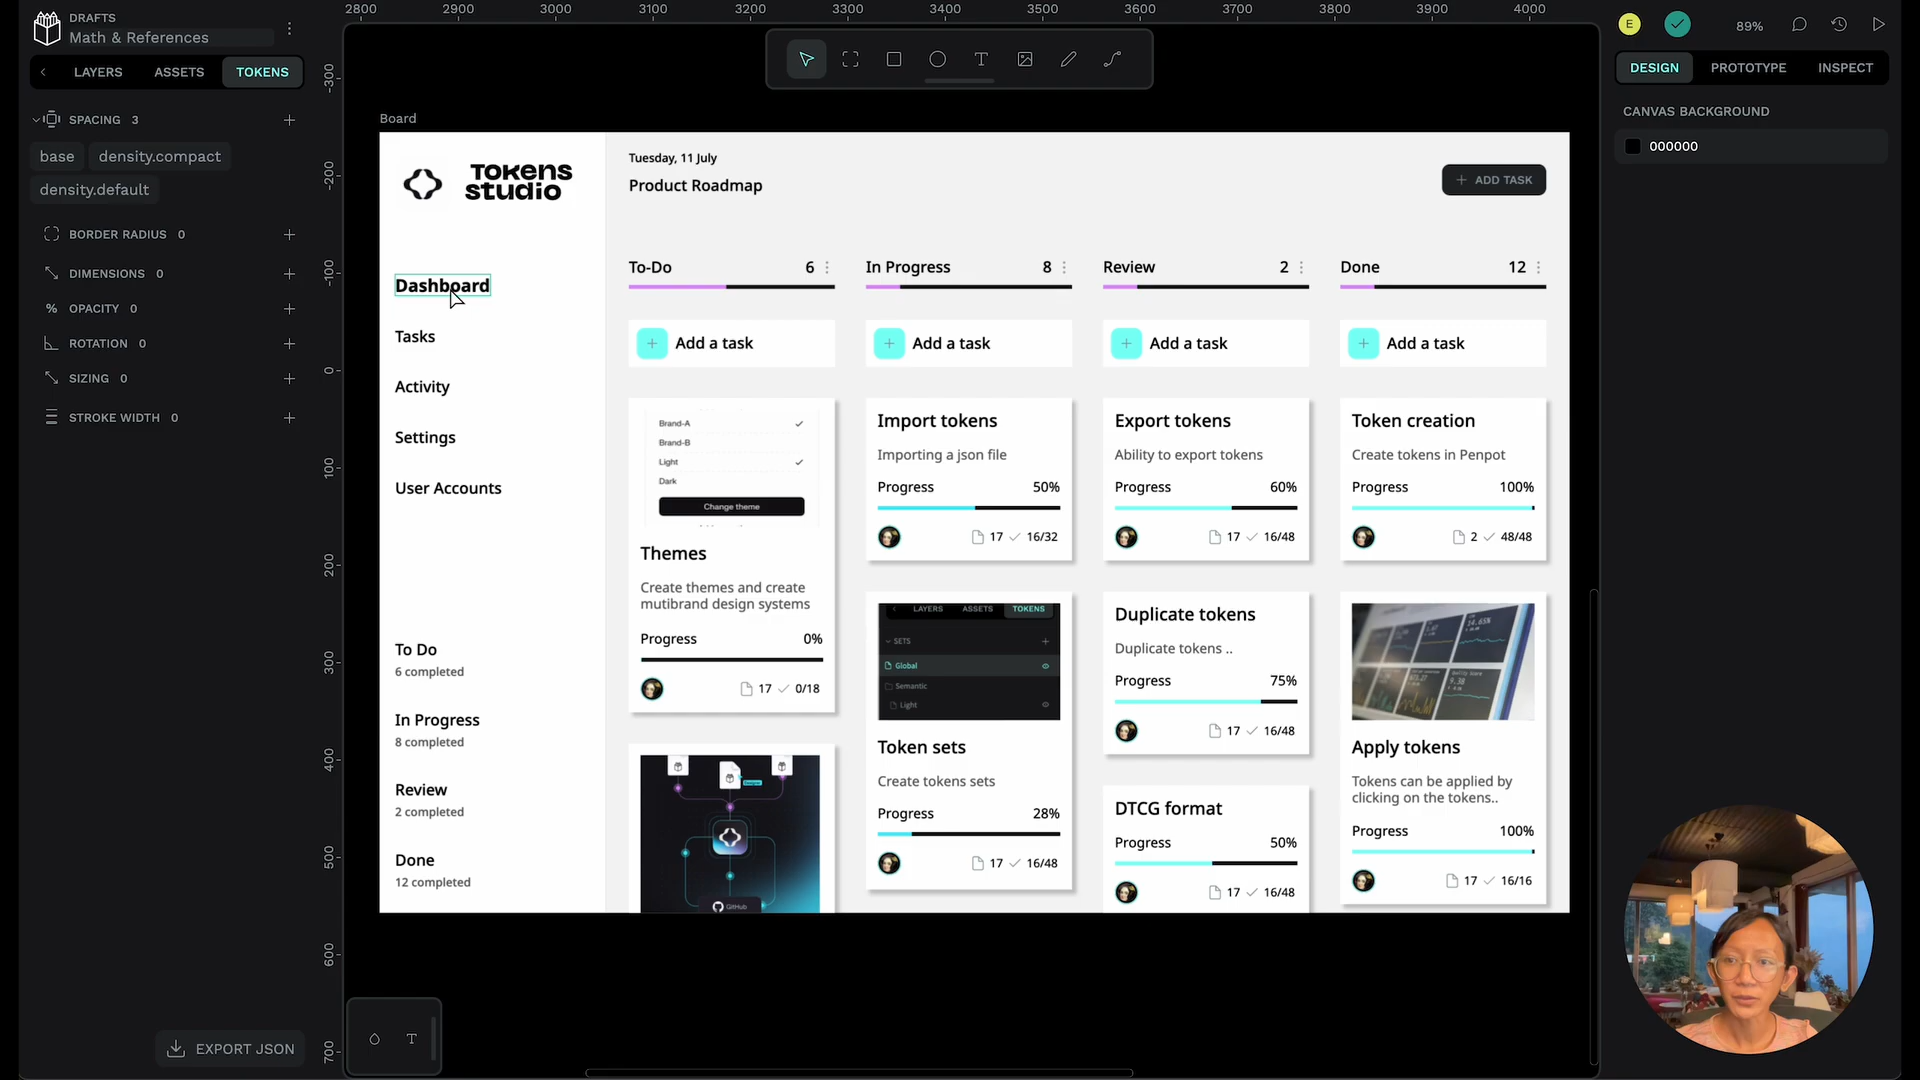 DRAFTS
Math & References
LAYERS
ASSETS
TOKENS
SPACING 3
base
density.compact
density.default
BORDER RADIUS 0
DIMENSIONS 0
OPACITY 0
ROTATION 0
SIZING 0
STROKE WIDTH 0
EXPORT JSON
2800 2900 3000 3100 3200 3300 3400 3500 3600 3700 3800 3900 4000
-300
-200
-100
0
100
200
300
400
500
600
700
Board
Tokens
studio
Dashboard
Tasks
Activity
Settings
User Accounts
To Do
6 completed
In Progress
8 completed
Review
2 completed
Done
12 completed
Tuesday, 11 July
Product Roadmap
ADD TASK
To-Do 6
Add a task
Brand-A
Brand-B
Light
Dark
Change theme
Themes
Create themes and create
mutibrand design systems
Progress 0%
17 0/18
GitHub
In Progress 8
Add a task
Import tokens
Importing a json file
Progress 50%
17 16/32
LAYERS ASSETS TOKENS
SETS
Global
Semantic
Light
Token sets
Create tokens sets
Progress 28%
17 16/48
Review 2
Add a task
Export tokens
Ability to export tokens
Progress 60%
17 16/48
Duplicate tokens
Duplicate tokens ..
Progress 75%
17 16/48
DTCG format
Progress 50%
17 16/48
Done 12
Add a task
Token creation
Create tokens in Penpot
Progress 100%
2 48/48
14.65%
9.38
Apply tokens
Tokens can be applied by
clicking on the tokens..
Progress 100%
17 16/16
E
89%
DESIGN
PROTOTYPE
INSPECT
CANVAS BACKGROUND
000000
T